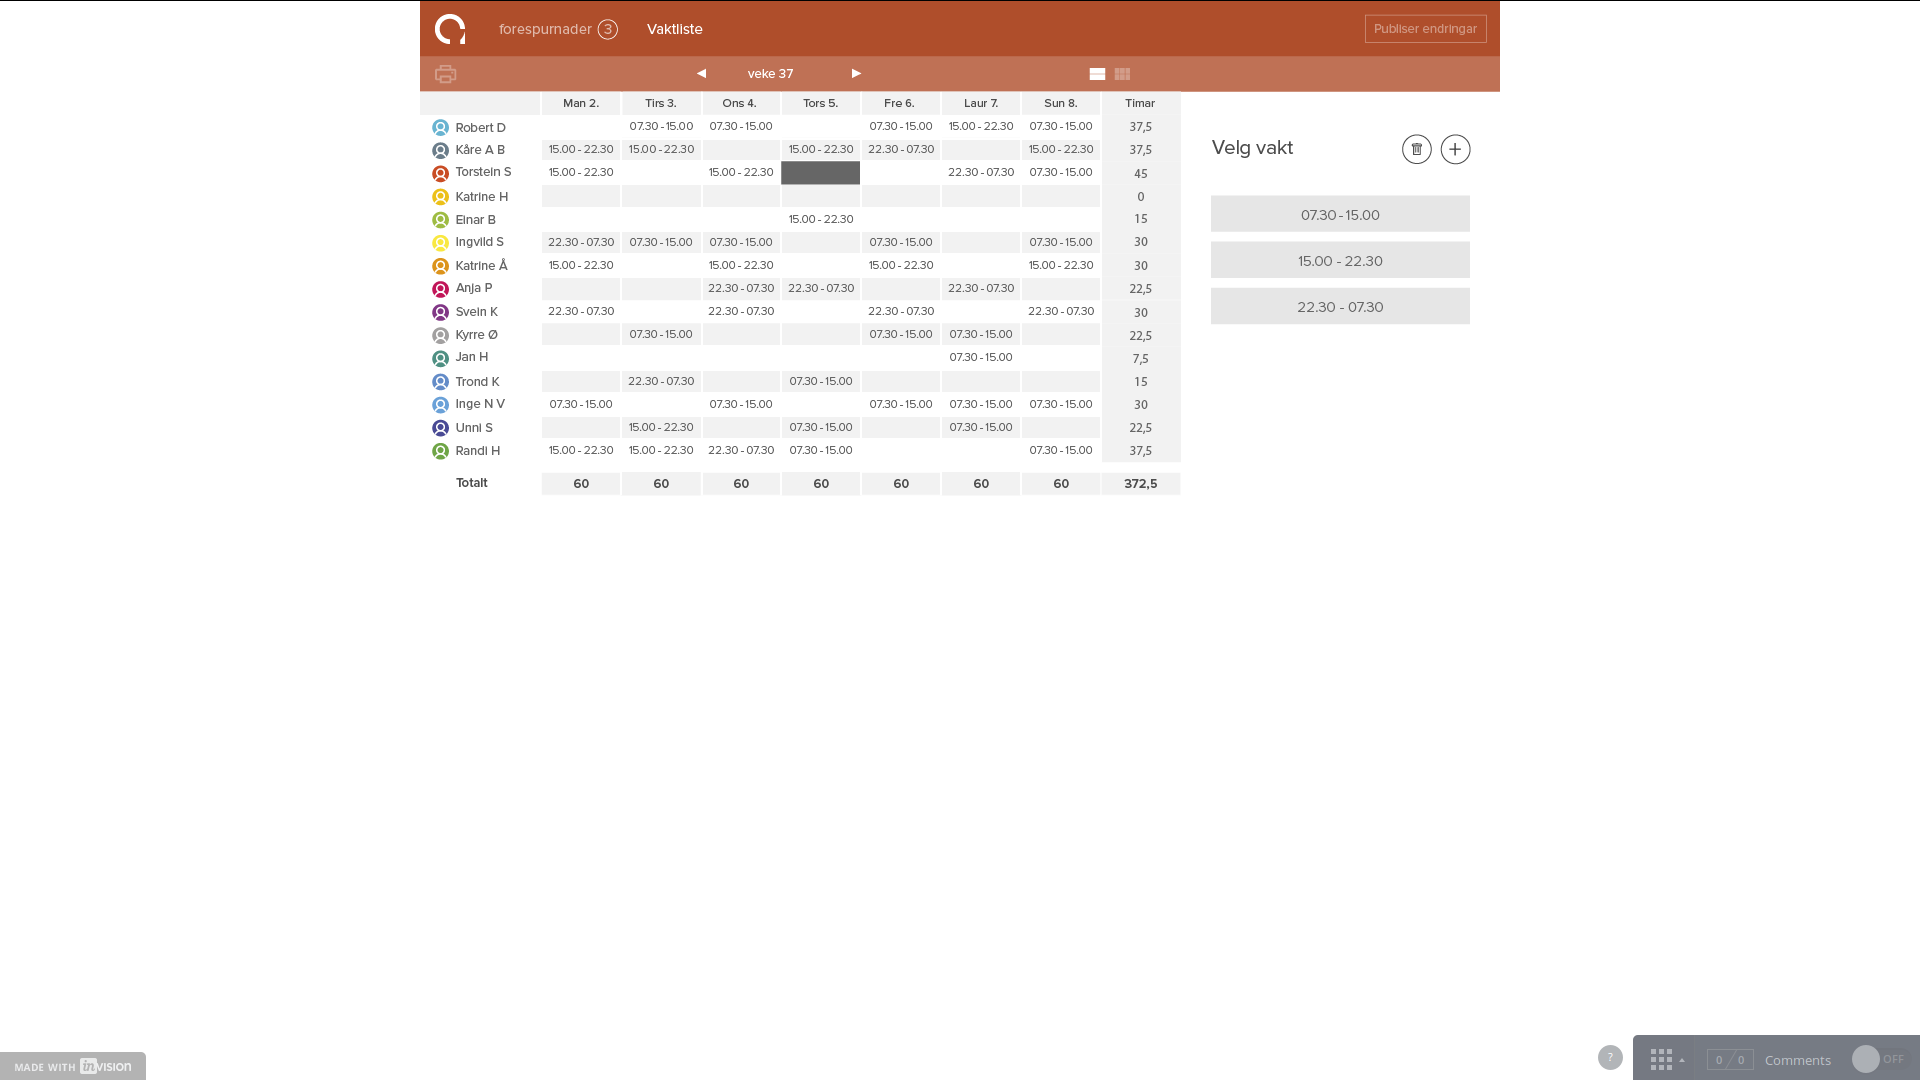 forespurnader 3 Vaktliste Publiser endringar
◀ veke 37 ▶
Man 2. Tirs 3. Ons 4. Tors 5. Fre 6. Laur 7. Sun 8. Timar
Robert D 07.30 - 15.00 07.30 - 15.00 07.30 - 15.00 15.00 - 22.30 07.30 - 15.00 37,5
Kåre A B 15.00 - 22.30 15.00 - 22.30 15.00 - 22.30 22.30 - 07.30 15.00 - 22.30 37,5
Torstein S 15.00 - 22.30 15.00 - 22.30 22.30 - 07.30 07.30 - 15.00 45
Katrine H 0
Einar B 15.00 - 22.30 15
Ingvild S 22.30 - 07.30 07.30 - 15.00 07.30 - 15.00 07.30 - 15.00 07.30 - 15.00 30
Katrine Å 15.00 - 22.30 15.00 - 22.30 15.00 - 22.30 15.00 - 22.30 30
Anja P 22.30 - 07.30 22.30 - 07.30 22.30 - 07.30 22,5
Svein K 22.30 - 07.30 22.30 - 07.30 22.30 - 07.30 22.30 - 07.30 30
Kyrre Ø 07.30 - 15.00 07.30 - 15.00 07.30 - 15.00 22,5
Jan H 07.30 - 15.00 7,5
Trond K 22.30 - 07.30 07.30 - 15.00 15
Inge N V 07.30 - 15.00 07.30 - 15.00 07.30 - 15.00 07.30 - 15.00 07.30 - 15.00 30
Unni S 15.00 - 22.30 07.30 - 15.00 07.30 - 15.00 22,5
Randi H 15.00 - 22.30 15.00 - 22.30 22.30 - 07.30 07.30 - 15.00 07.30 - 15.00 37,5
Totalt 60 60 60 60 60 60 60 372,5
Velg vakt
07.30 - 15.00
15.00 - 22.30
22.30 - 07.30
MADE WITH invision
? 0 / 0 Comments OFF